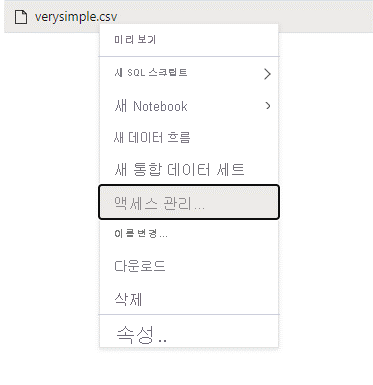 verysimple.csv
미리 보기
새 SQL 스크립트
새 Notebook
새 데이터 흐름
새 통합 데이터 세트
액세스 관리...
이름 변경...
다운로드
삭제
속성..